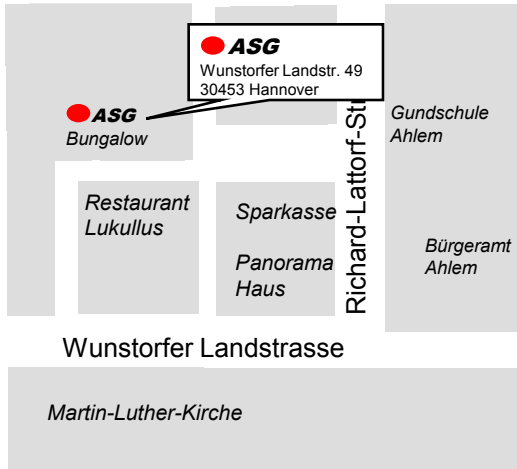 ASG
Wunstorfer Landstr. 49
30453 Hannover
ASG
Bungalow
Gundschule
Ahlem
Restaurant
Lukullus
Sparkasse
Panorama
Haus
Richard-Lattorf-St
Bürgeramt
Ahlem
Wunstorfer Landstrasse
Martin-Luther-Kirche